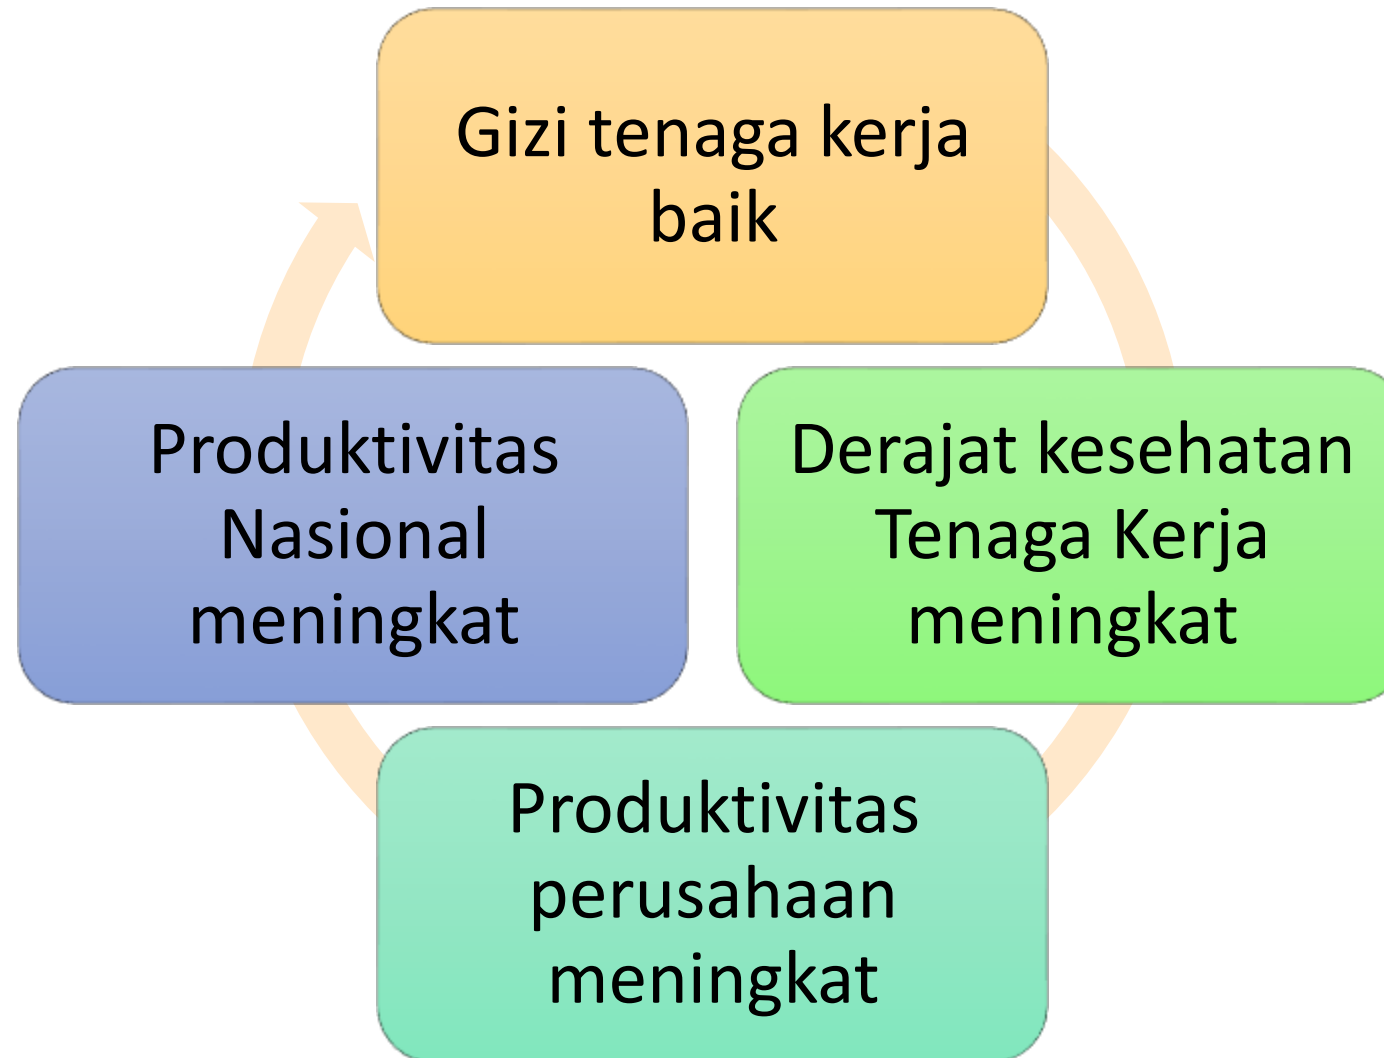 Gizi tenaga kerja
baik
Derajat kesehatan
Tenaga Kerja
meningkat
Produktivitas
perusahaan
meningkat
Produktivitas
Nasional
meningkat